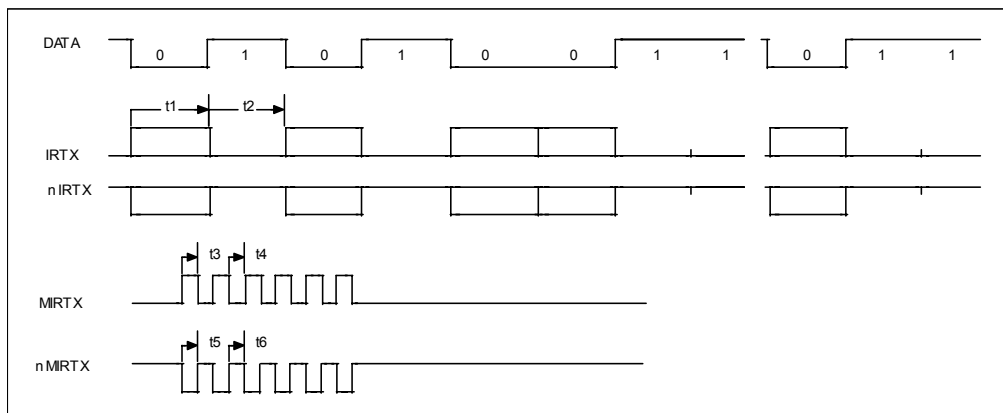 DATA
0 1 0 1 0 0 1 1 0 1 1
t1 t2
IRTX
n IRTX
t3 t4
MIRTX
t5 t6
n MIRTX